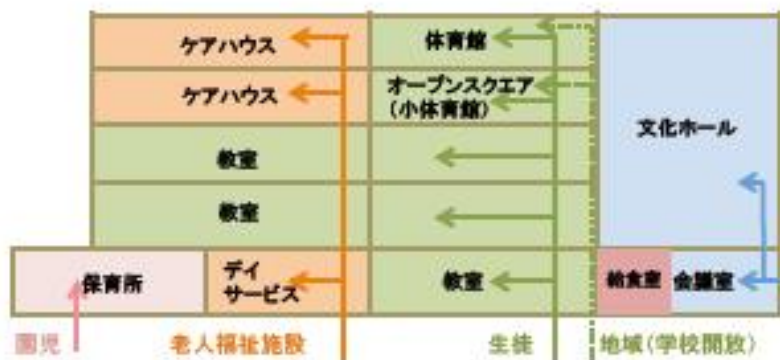 ケアハウス
体育館
ケアハウス
オープンスクエア
(小体育館)
文化ホール
教室
教室
保育所
デイ
サービス
教室
給食室
会議室
園児
老人福祉施設
生徒
地域(学校開放)